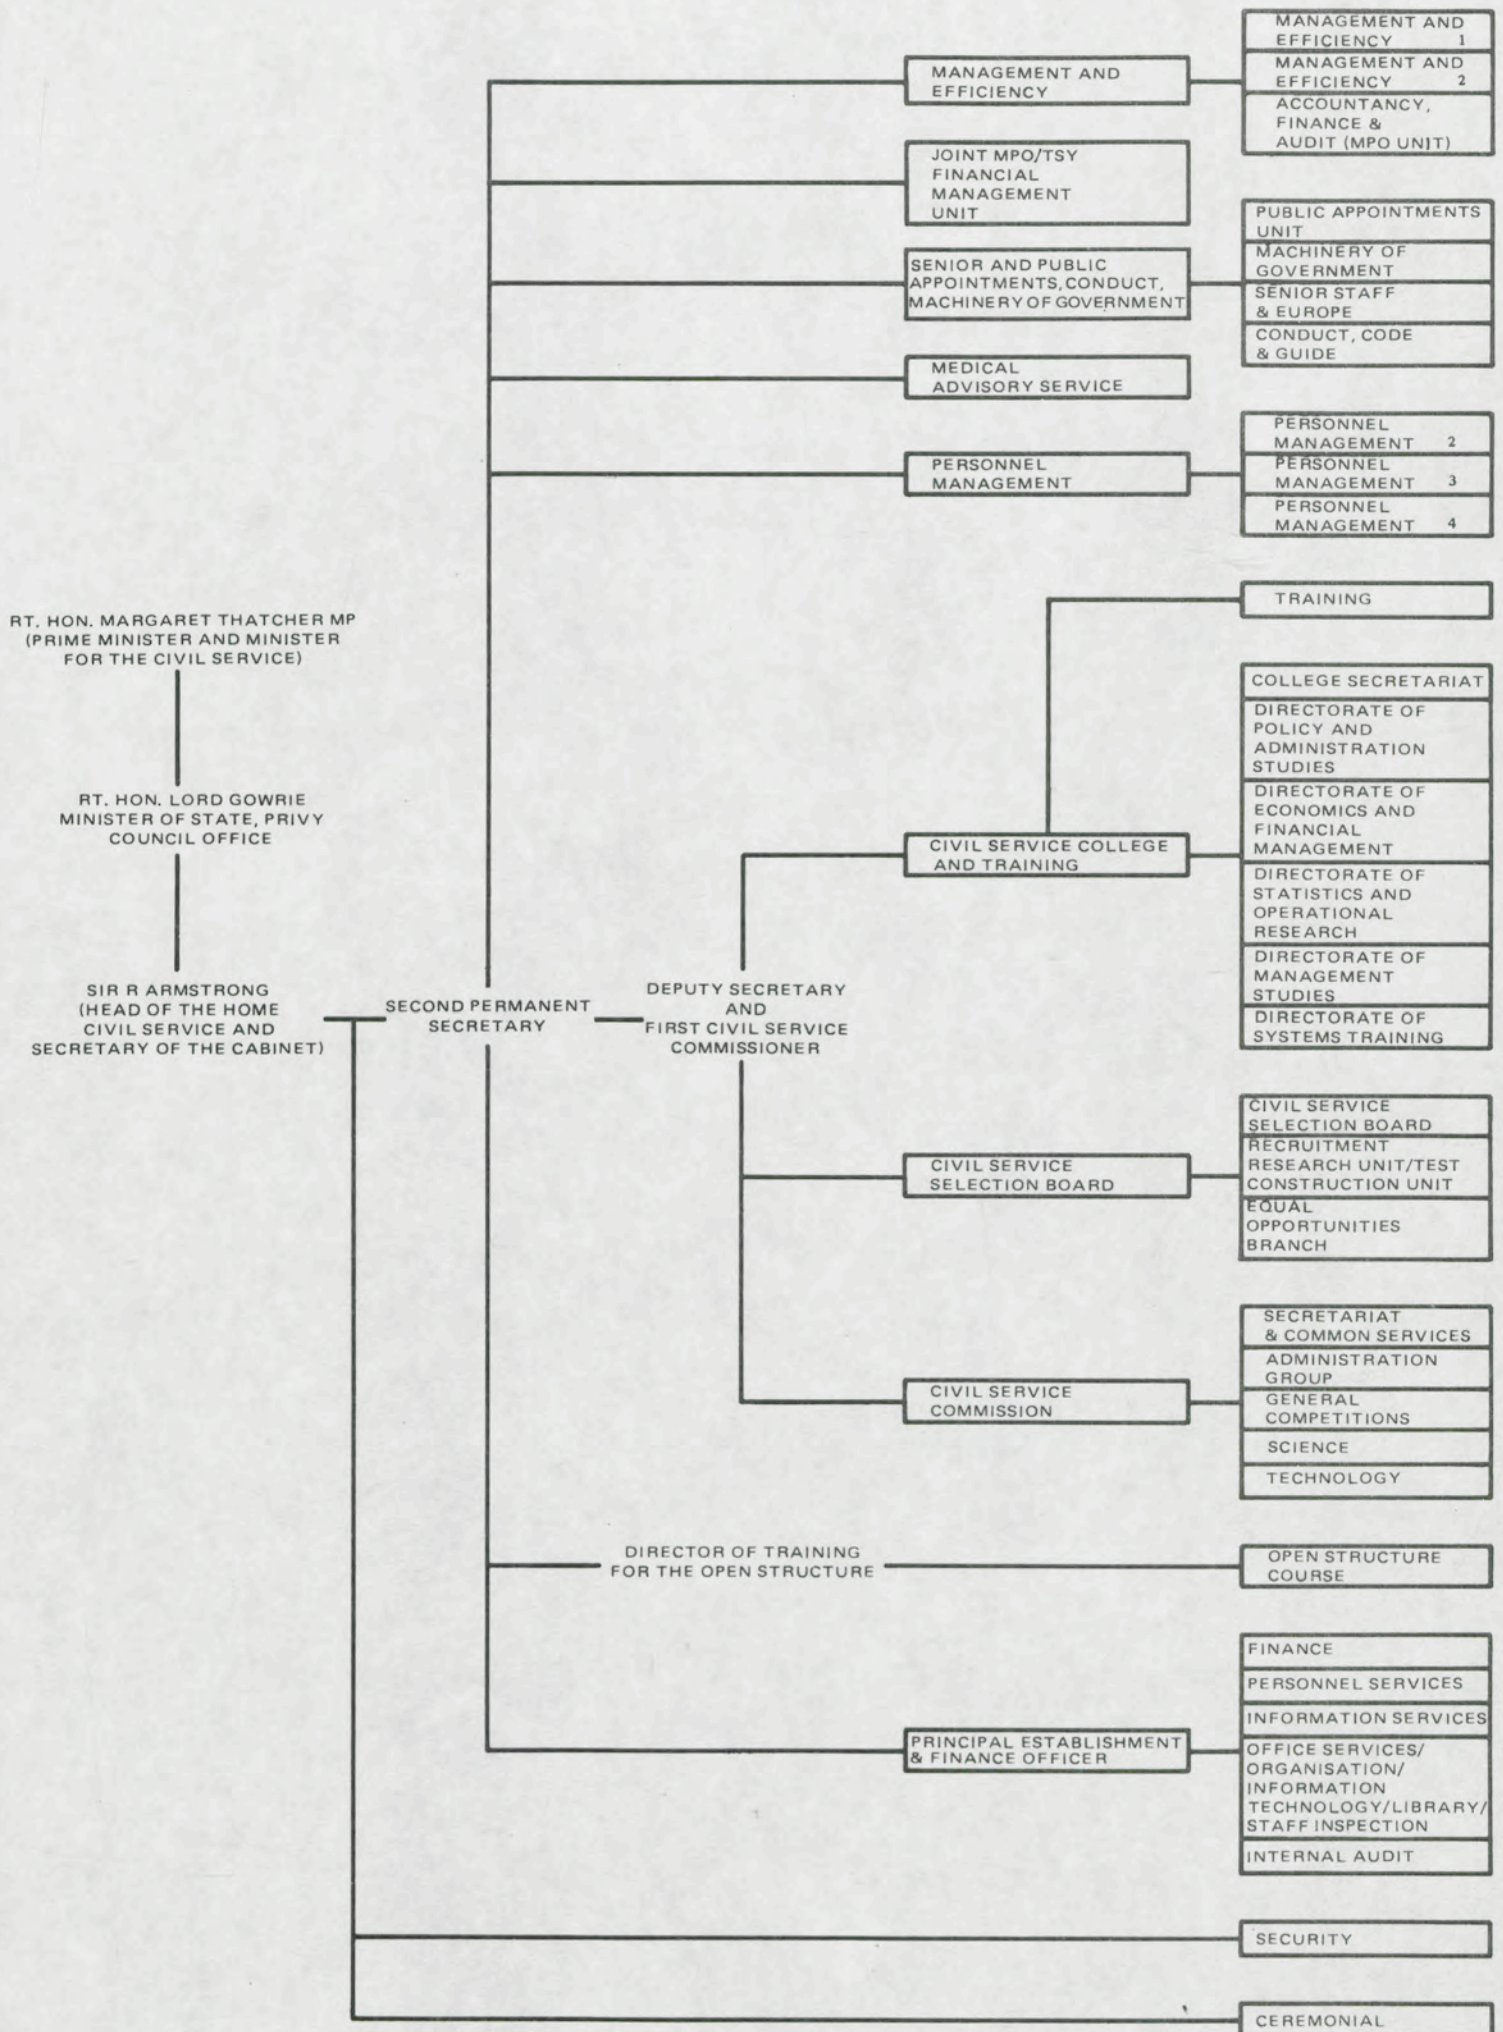 MANAGEMENT AND
EFFICIENCY 1
MANAGEMENT AND
EFFICIENCY 2
ACCOUNTANCY,
FINANCE &
AUDIT (MPO UNIT)
MANAGEMENT AND
EFFICIENCY
JOINT MPO/TSY
FINANCIAL
MANAGEMENT
UNIT
PUBLIC APPOINTMENTS
UNIT
MACHINERY OF
GOVERNMENT
SENIOR STAFF
& EUROPE
CONDUCT, CODE
& GUIDE
SENIOR AND PUBLIC
APPOINTMENTS, CONDUCT,
MACHINERY OF GOVERNMENT
MEDICAL
ADVISORY SERVICE
PERSONNEL
MANAGEMENT 2
PERSONNEL
MANAGEMENT 3
PERSONNEL
MANAGEMENT 4
PERSONNEL
MANAGEMENT
TRAINING
RT. HON. MARGARET THATCHER MP
(PRIME MINISTER AND MINISTER
FOR THE CIVIL SERVICE)
RT. HON. LORD GOWRIE
MINISTER OF STATE, PRIVY
COUNCIL OFFICE
SIR R ARMSTRONG
(HEAD OF THE HOME
CIVIL SERVICE AND
SECRETARY OF THE CABINET)
SECOND PERMANENT
SECRETARY
DEPUTY SECRETARY
AND
FIRST CIVIL SERVICE
COMMISSIONER
CIVIL SERVICE COLLEGE
AND TRAINING
COLLEGE SECRETARIAT
DIRECTORATE OF
POLICY AND
ADMINISTRATION
STUDIES
DIRECTORATE OF
ECONOMICS AND
FINANCIAL
MANAGEMENT
DIRECTORATE OF
STATISTICS AND
OPERATIONAL
RESEARCH
DIRECTORATE OF
MANAGEMENT
STUDIES
DIRECTORATE OF
SYSTEMS TRAINING
CIVIL SERVICE
SELECTION BOARD
CIVIL SERVICE
SELECTION BOARD
RECRUITMENT
RESEARCH UNIT/TEST
CONSTRUCTION UNIT
EQUAL
OPPORTUNITIES
BRANCH
CIVIL SERVICE
COMMISSION
SECRETARIAT
& COMMON SERVICES
ADMINISTRATION
GROUP
GENERAL
COMPETITIONS
SCIENCE
TECHNOLOGY
DIRECTOR OF TRAINING
FOR THE OPEN STRUCTURE
OPEN STRUCTURE
COURSE
PRINCIPAL ESTABLISHMENT
& FINANCE OFFICER
FINANCE
PERSONNEL SERVICES
INFORMATION SERVICES
OFFICE SERVICES/
ORGANISATION/
INFORMATION
TECHNOLOGY/LIBRARY/
STAFF INSPECTION
INTERNAL AUDIT
SECURITY
CEREMONIAL